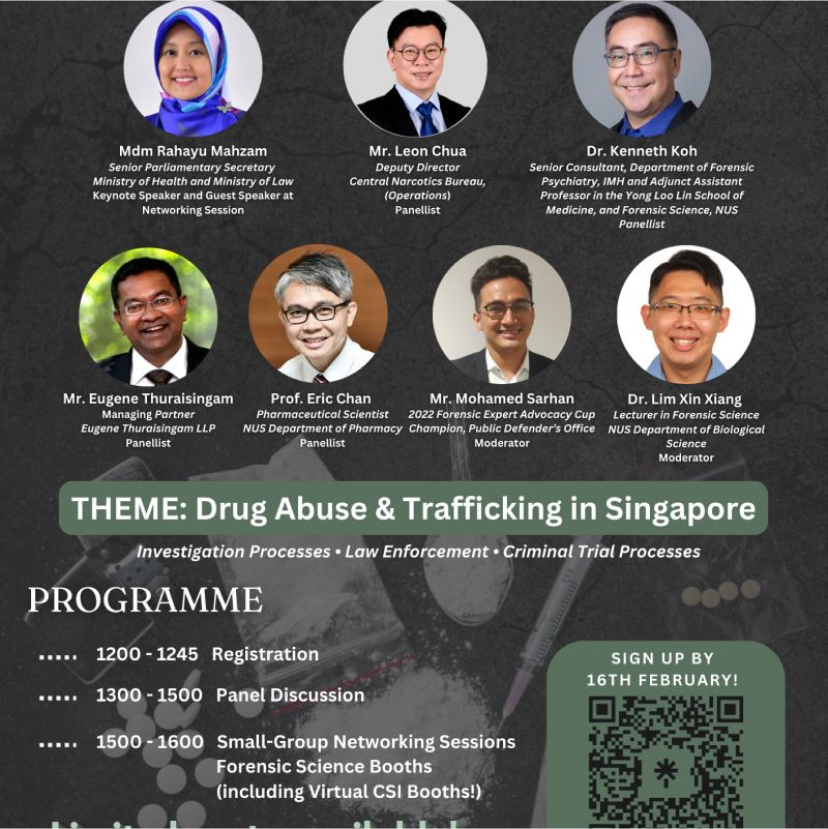 Mdm Rahayu Mahzam
Senior Parliamentary Secretary
Ministry of Health and Ministry of Law
Keynote Speaker and Guest Speaker at
Networking Session
Mr. Leon Chua
Deputy Director
Central Narcotics Bureau,
(Operations)
Panellist
Dr. Kenneth Koh
Senior Consultant, Department of Forensic
Psychiatry, IMH and Adjunct Assistant
Professor in the Yong Loo Lin School of
Medicine, and Forensic Science, NUS
Panellist
Mr. Eugene Thuraisingam
Managing Partner
Eugene Thuraisingam LLP
Panellist
Prof. Eric Chan
Pharmaceutical Scientist
NUS Department of Pharmacy
Panellist
Mr. Mohamed Sarhan
2022 Forensic Expert Advocacy Cup
Champion, Public Defender's Office
Moderator
Dr. Lim Xin Xiang
Lecturer in Forensic Science
NUS Department of Biological
Science
Moderator
THEME: Drug Abuse & Trafficking in Singapore
Investigation Processes • Law Enforcement • Criminal Trial Processes
PROGRAMME
..... 1200 - 1245 Registration
..... 1300 - 1500 Panel Discussion
..... 1500 - 1600 Small-Group Networking Sessions
Forensic Science Booths
(including Virtual CSI Booths!)
SIGN UP BY
16TH FEBRUARY!